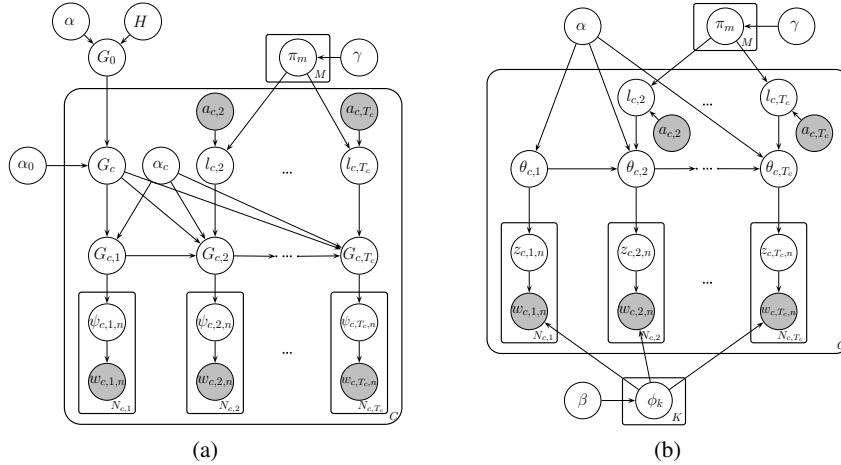 α H
G_0
π_m γ
M
a_{c,2} a_{c,T_c}
α_0 G_c α_c l_{c,2} ... l_{c,T_c}
G_{c,1} G_{c,2} ... ... G_{c,T_c}
ψ_{c,1,n} ψ_{c,2,n} ψ_{c,T_c,n}
...
w_{c,1,n} w_{c,2,n} w_{c,T_c,n}
N_{c,1} N_{c,2} N_{c,T_c} C
(a)
α π_m γ
M
l_{c,2} ... l_{c,T_c}
a_{c,2} a_{c,T_c}
θ_{c,1} θ_{c,2} ... ... θ_{c,T_c}
z_{c,1,n} z_{c,2,n} z_{c,T_c,n}
...
w_{c,1,n} w_{c,2,n} w_{c,T_c,n}
N_{c,1} N_{c,2} N_{c,T_c} C
β φ_k
K
(b)